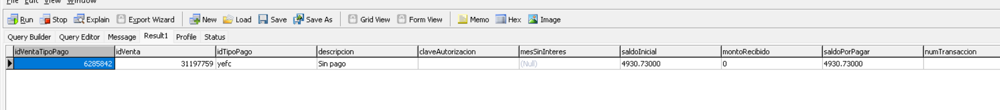 File Edit View Window
Run Stop Explain Export Wizard New Load Save Save As Grid View Form View Memo Hex Image
Query Builder Query Editor Message Result1 Profile Status
idVentaTipoPago idVenta idTipoPago descripcion claveAutorizacion mesSinInteres saldoInicial montoRecibido saldoPorPagar numTransaccion
6285842 31197759 yefc Sin pago (Null) 4930.73000 0 4930.73000